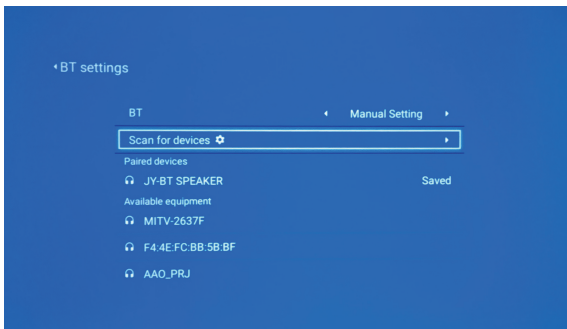 BT settings
BT Manual Setting
Scan for devices
Paired devices
JY-BT SPEAKER Saved
Available equipment
MITV-2637F
F4:4E:FC:BB:5B:BF
AAO_PRJ